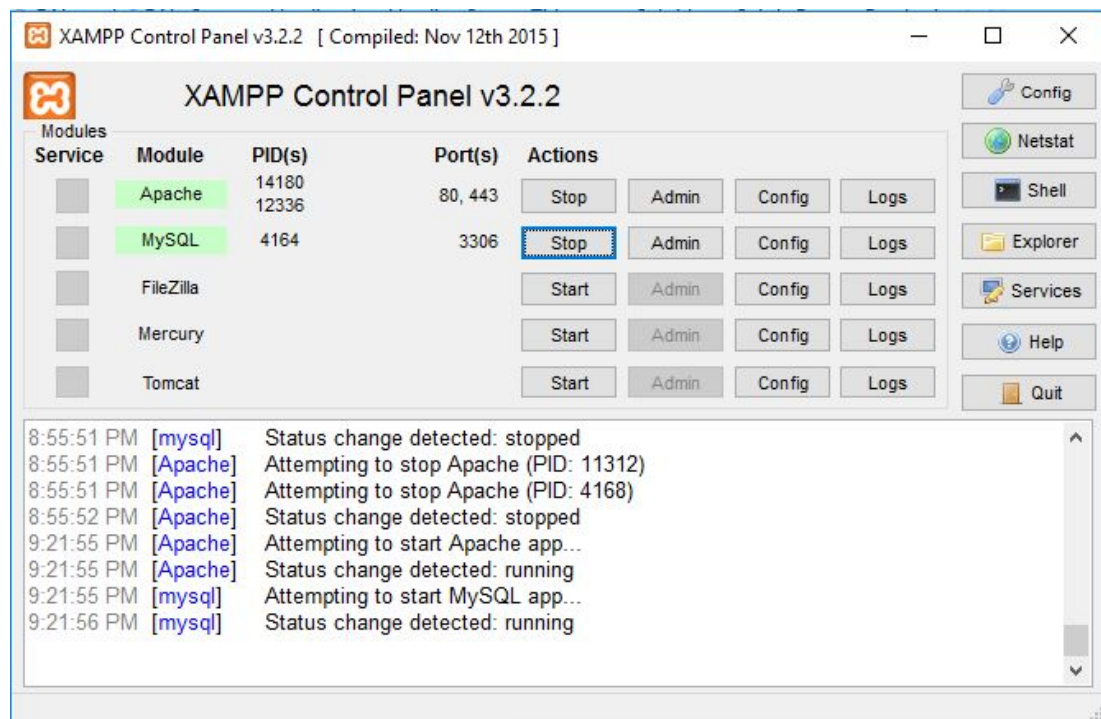 XAMPP Control Panel v3.2.2 [ Compiled: Nov 12th 2015 ]
XAMPP Control Panel v3.2.2
Config
Modules
Netstat
Service Module PID(s) Port(s) Actions
Apache 14180 12336 80, 443 Stop Admin Config Logs
Shell
MySQL 4164 3306 Stop Admin Config Logs
Explorer
FileZilla Start Admin Config Logs
Services
Mercury Start Admin Config Logs
Help
Tomcat Start Admin Config Logs
Quit
8:55:51 PM [mysql] Status change detected: stopped
8:55:51 PM [Apache] Attempting to stop Apache (PID: 11312)
8:55:51 PM [Apache] Attempting to stop Apache (PID: 4168)
8:55:52 PM [Apache] Status change detected: stopped
9:21:55 PM [Apache] Attempting to start Apache app...
9:21:55 PM [Apache] Status change detected: running
9:21:55 PM [mysql] Attempting to start MySQL app...
9:21:56 PM [mysql] Status change detected: running